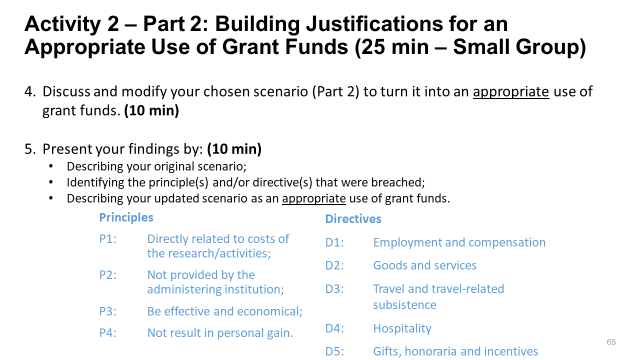 Activity 2 – Part 2: Building Justifications for an
Appropriate Use of Grant Funds (25 min – Small Group)
4. Discuss and modify your chosen scenario (Part 2) to turn it into an appropriate use of
grant funds. (10 min)
5. Present your findings by: (10 min)
• Describing your original scenario;
• Identifying the principle(s) and/or directive(s) that were breached;
• Describing your updated scenario as an appropriate use of grant funds.
Principles
P1: Directly related to costs of
the research/activities;
P2: Not provided by the
administering institution;
P3: Be effective and economical;
P4: Not result in personal gain.
Directives
D1: Employment and compensation
D2: Goods and services
D3: Travel and travel-related
subsistence
D4: Hospitality
D5: Gifts, honoraria and incentives
65